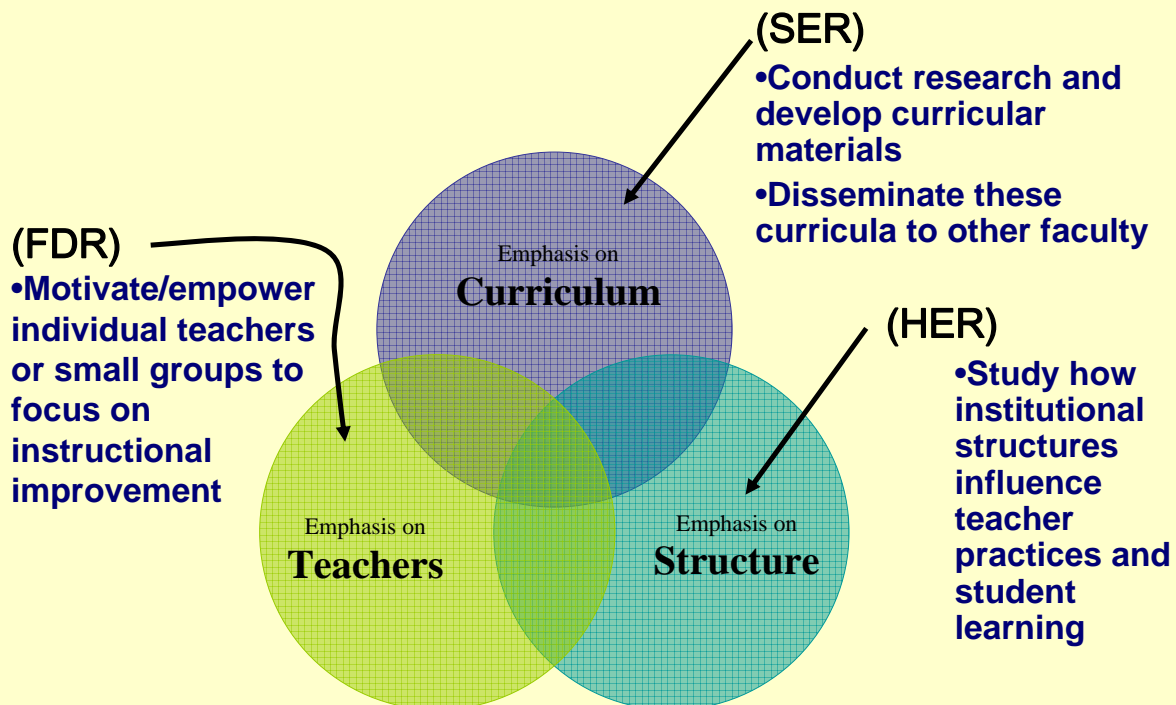 (SER)
•Conduct research and
develop curricular
materials
•Disseminate these
curricula to other faculty
(FDR)
•Motivate/empower
individual teachers
or small groups to
focus on
instructional
improvement
Emphasis on
Curriculum
(HER)
•Study how
institutional
structures
influence
teacher
practices and
student
learning
Emphasis on
Teachers
Emphasis on
Structure